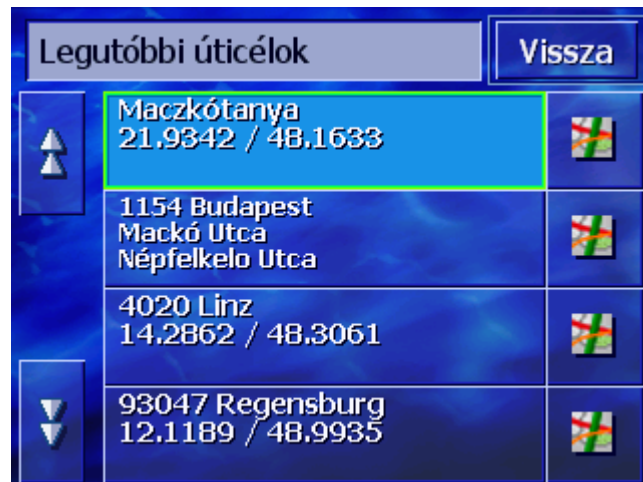 Legutóbbi úticélok
Vissza
Maczkótanya
21.9342 / 48.1633
1154 Budapest
Mackó Utca
Népfelkelo Utca
4020 Linz
14.2862 / 48.3061
93047 Regensburg
12.1189 / 48.9935